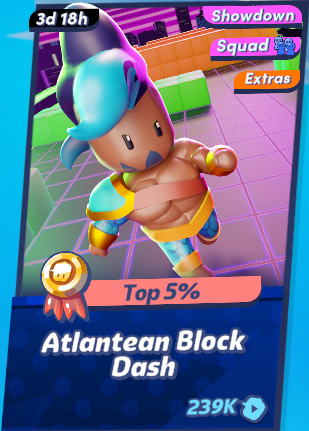 3d 18h
Showdown
Squad
Extras
Top 5%
Atlantean Block
Dash
239K